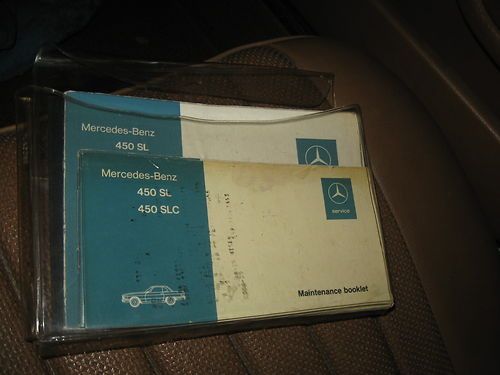 Mercedes-Benz
450 SL
Mercedes-Benz
450 SL
450 SLC
service
Maintenance booklet